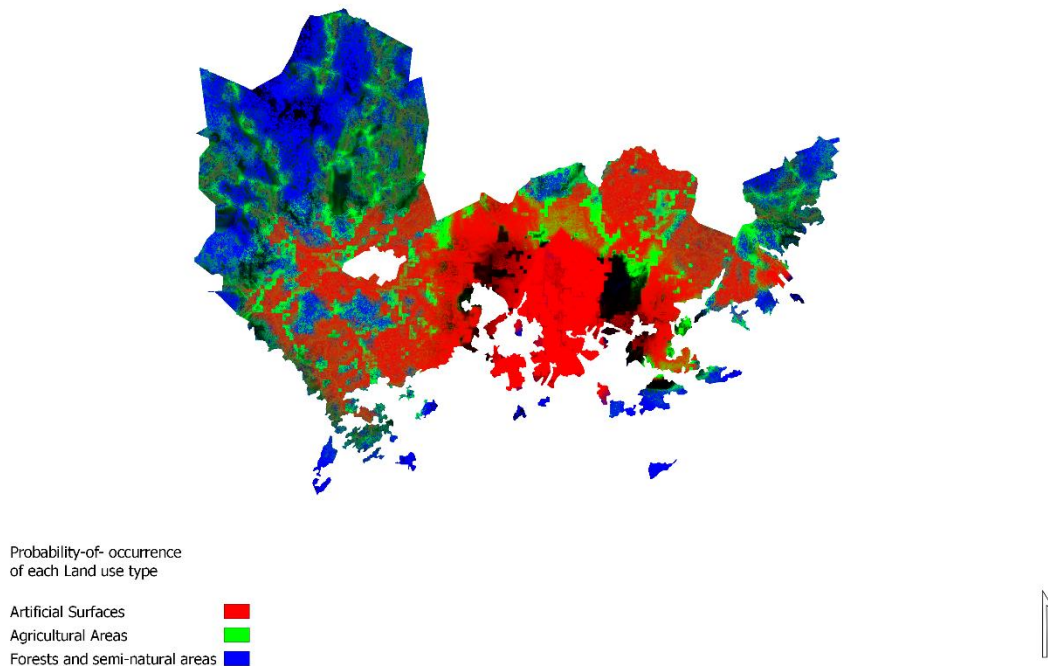 Probability-of- occurrence
of each Land use type
Artificial Surfaces
Agricultural Areas
Forests and semi-natural areas